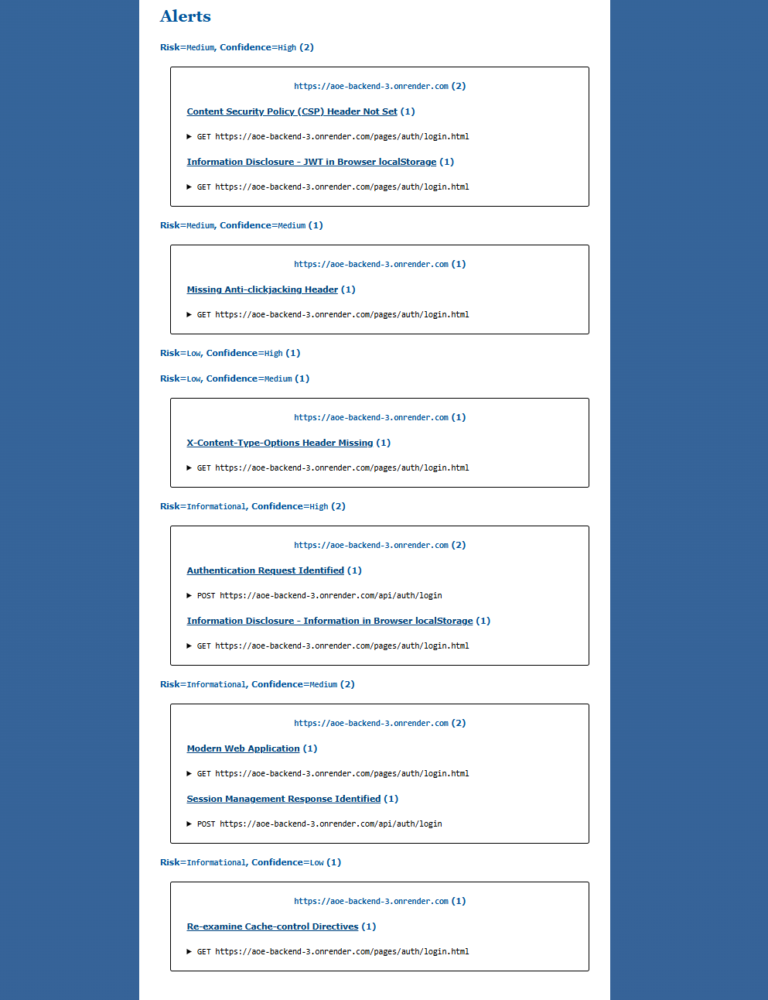 Alerts
Risk=Medium, Confidence=High (2)
https://aoe-backend-3.onrender.com (2)
Content Security Policy (CSP) Header Not Set (1)
▶ GET https://aoe-backend-3.onrender.com/pages/auth/login.html
Information Disclosure - JWT in Browser localStorage (1)
▶ GET https://aoe-backend-3.onrender.com/pages/auth/login.html
Risk=Medium, Confidence=Medium (1)
https://aoe-backend-3.onrender.com (1)
Missing Anti-clickjacking Header (1)
▶ GET https://aoe-backend-3.onrender.com/pages/auth/login.html
Risk=Low, Confidence=High (1)
Risk=Low, Confidence=Medium (1)
https://aoe-backend-3.onrender.com (1)
X-Content-Type-Options Header Missing (1)
▶ GET https://aoe-backend-3.onrender.com/pages/auth/login.html
Risk=Informational, Confidence=High (2)
https://aoe-backend-3.onrender.com (2)
Authentication Request Identified (1)
▶ POST https://aoe-backend-3.onrender.com/api/auth/login
Information Disclosure - Information in Browser localStorage (1)
▶ GET https://aoe-backend-3.onrender.com/pages/auth/login.html
Risk=Informational, Confidence=Medium (2)
https://aoe-backend-3.onrender.com (2)
Modern Web Application (1)
▶ GET https://aoe-backend-3.onrender.com/pages/auth/login.html
Session Management Response Identified (1)
▶ POST https://aoe-backend-3.onrender.com/api/auth/login
Risk=Informational, Confidence=Low (1)
https://aoe-backend-3.onrender.com (1)
Re-examine Cache-control Directives (1)
▶ GET https://aoe-backend-3.onrender.com/pages/auth/login.html